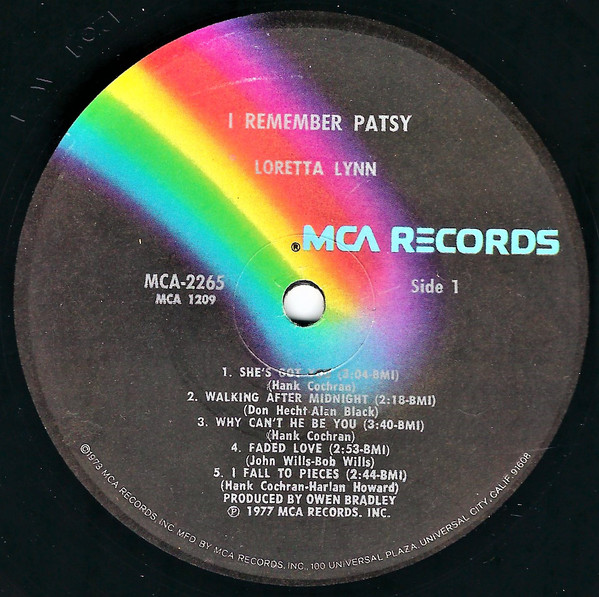 I REMEMBER PATSY
LORETTA LYNN
® MCA RECORDS
MCA-2265
MCA 1209
Side 1
1. SHE'S GOT YOU (3:04-BMI)
(Hank Cochran)
2. WALKING AFTER MIDNIGHT (2:18-BMI)
(Don Hecht-Alan Black)
3. WHY CAN'T HE BE YOU (3:40-BMI)
(Hank Cochran)
4. FADED LOVE (2:53-BMI)
(John Wills-Bob Wills)
5. I FALL TO PIECES (2:44-BMI)
(Hank Cochran-Harlan Howard)
PRODUCED BY OWEN BRADLEY
℗ 1977 MCA RECORDS, INC.
©1973 MCA RECORDS, INC. MFD. BY MCA RECORDS, INC., 100 UNIVERSAL PLAZA, UNIVERSAL CITY, CALIF. 91608